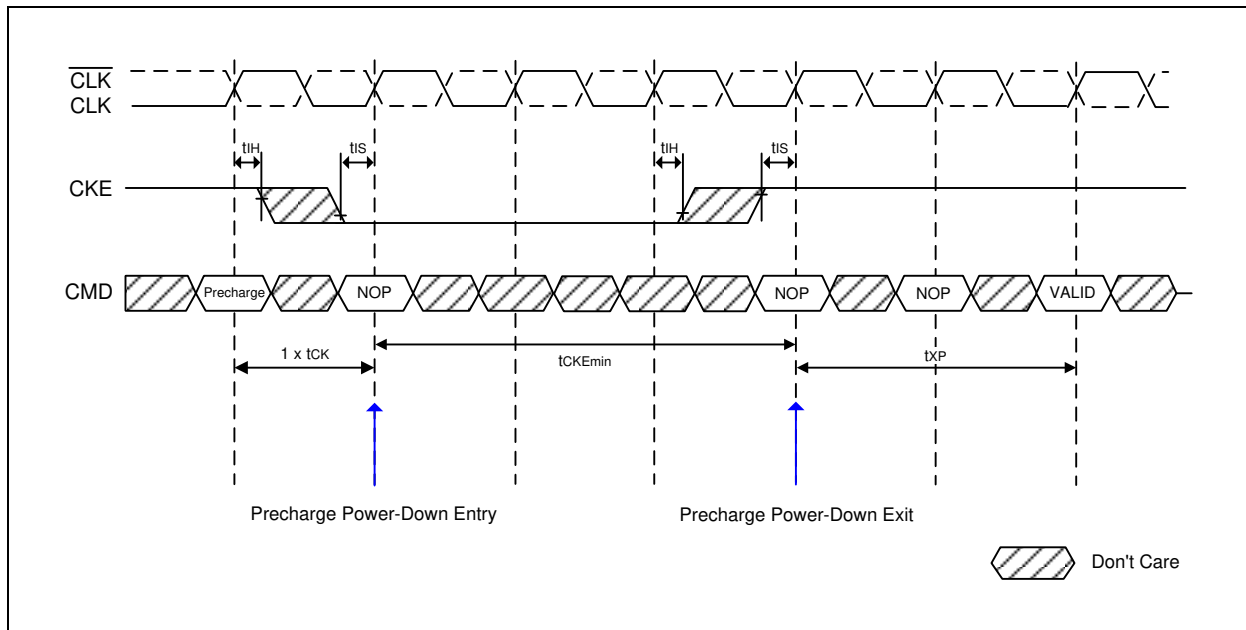 CLK
CLK
tIH
tIS
tIH
tIS
CKE
CMD
Precharge
NOP
NOP
NOP
VALID
1 x tCK
tCKEmin
tXP
Precharge Power-Down Entry
Precharge Power-Down Exit
Don't Care